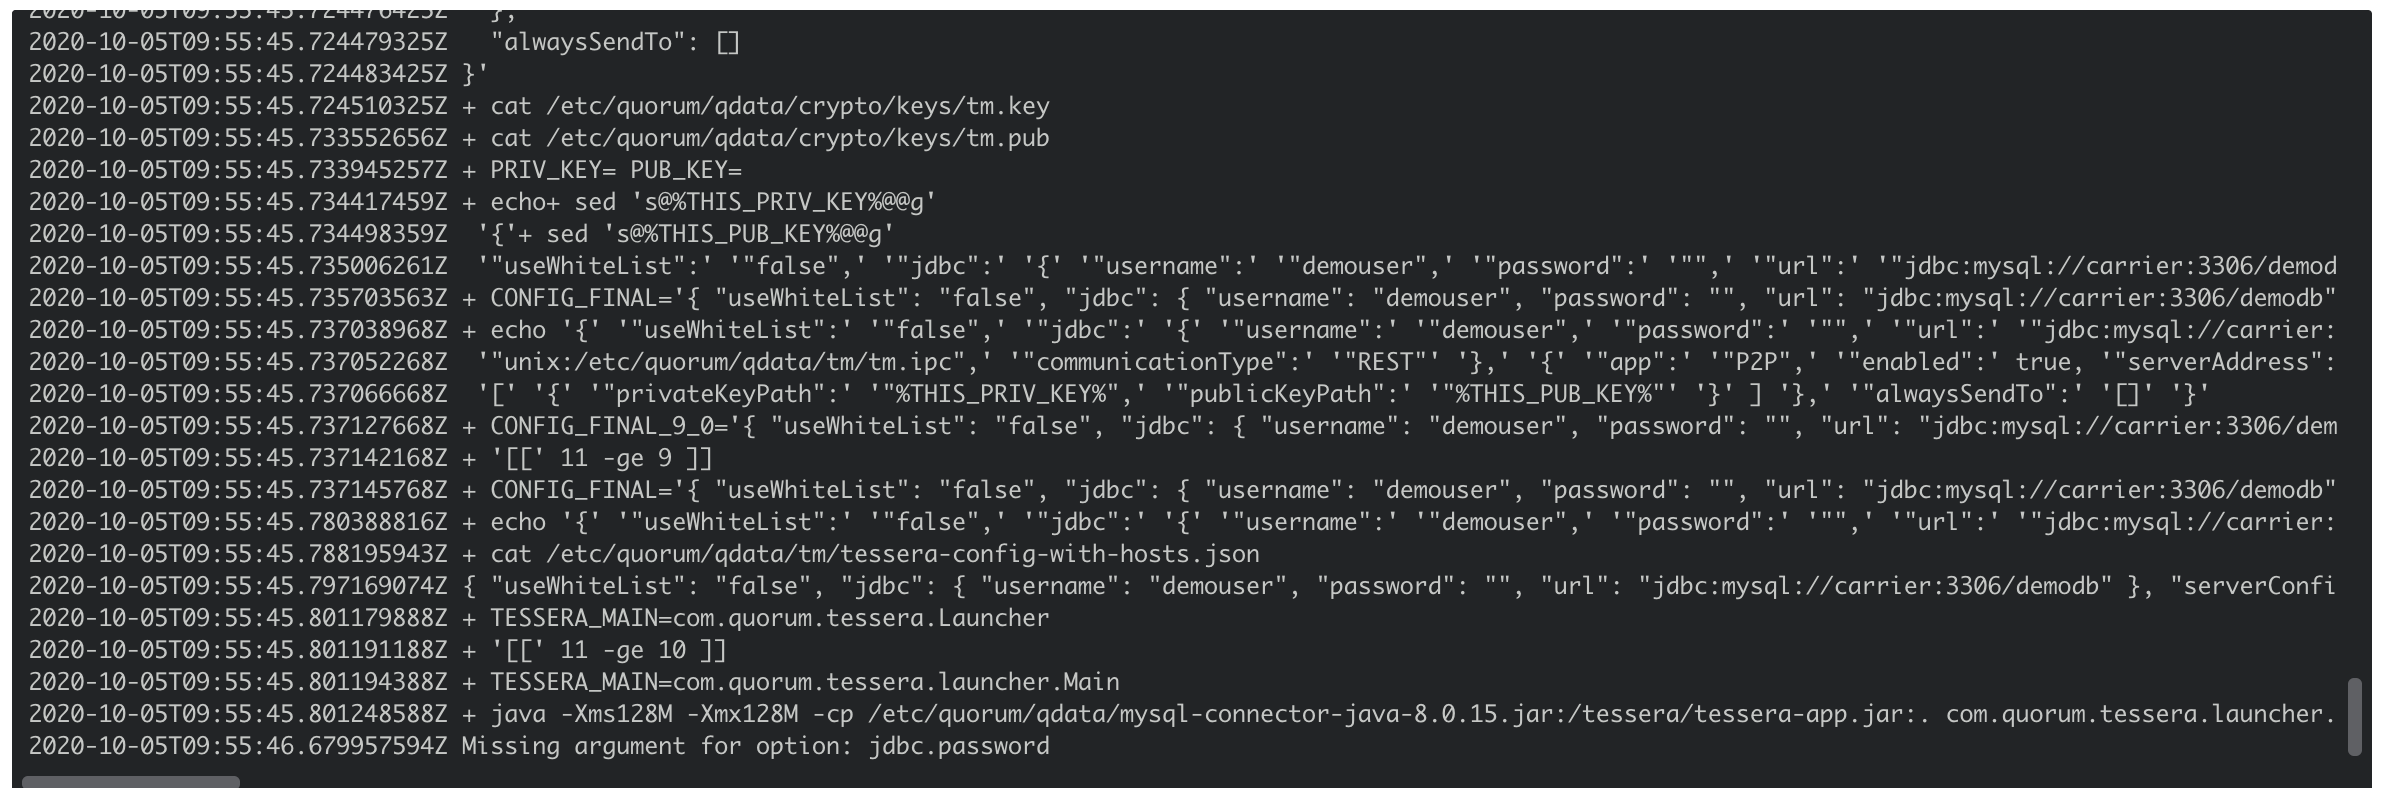 2020-10-05T09:55:45.724476425Z   },
2020-10-05T09:55:45.724479325Z   "alwaysSendTo": []
2020-10-05T09:55:45.724483425Z }'
2020-10-05T09:55:45.724510325Z + cat /etc/quorum/qdata/crypto/keys/tm.key
2020-10-05T09:55:45.733552656Z + cat /etc/quorum/qdata/crypto/keys/tm.pub
2020-10-05T09:55:45.733945257Z + PRIV_KEY= PUB_KEY=
2020-10-05T09:55:45.734417459Z + echo+ sed 's@%THIS_PRIV_KEY%@@g'
2020-10-05T09:55:45.734498359Z  '{'+ sed 's@%THIS_PUB_KEY%@@g'
2020-10-05T09:55:45.735006261Z  '"useWhiteList":' '"false",' '"jdbc":' '{' '"username":' '"demouser",' '"password":' '"",' '"url":' '"jdbc:mysql://carrier:3306/demod
2020-10-05T09:55:45.735703563Z + CONFIG_FINAL='{ "useWhiteList": "false", "jdbc": { "username": "demouser", "password": "", "url": "jdbc:mysql://carrier:3306/demodb"
2020-10-05T09:55:45.737038968Z + echo '{' '"useWhiteList":' '"false",' '"jdbc":' '{' '"username":' '"demouser",' '"password":' '"",' '"url":' '"jdbc:mysql://carrier:
2020-10-05T09:55:45.737052268Z  '"unix:/etc/quorum/qdata/tm/tm.ipc",' '"communicationType":' '"REST"' '},' '{' '"app":' '"P2P",' '"enabled":' true, '"serverAddress":
2020-10-05T09:55:45.737066668Z  '['  '{' '"privateKeyPath":' '"%THIS_PRIV_KEY%",' '"publicKeyPath":' '"%THIS_PUB_KEY%"' '}' ] '},' '"alwaysSendTo":' '[]' '}'
2020-10-05T09:55:45.737127668Z + CONFIG_FINAL_9_0='{ "useWhiteList": "false", "jdbc": { "username": "demouser", "password": "", "url": "jdbc:mysql://carrier:3306/dem
2020-10-05T09:55:45.737142168Z + '[[' 11 -ge 9 ]]
2020-10-05T09:55:45.737145768Z + CONFIG_FINAL='{ "useWhiteList": "false", "jdbc": { "username": "demouser", "password": "", "url": "jdbc:mysql://carrier:3306/demodb"
2020-10-05T09:55:45.780388816Z + echo '{' '"useWhiteList":' '"false",' '"jdbc":' '{' '"username":' '"demouser",' '"password":' '"",' '"url":' '"jdbc:mysql://carrier:
2020-10-05T09:55:45.788195943Z + cat /etc/quorum/qdata/tm/tessera-config-with-hosts.json
2020-10-05T09:55:45.797169074Z { "useWhiteList": "false", "jdbc": { "username": "demouser", "password": "", "url": "jdbc:mysql://carrier:3306/demodb" }, "serverConfi
2020-10-05T09:55:45.801179888Z + TESSERA_MAIN=com.quorum.tessera.Launcher
2020-10-05T09:55:45.801191188Z + '[[' 11 -ge 10 ]]
2020-10-05T09:55:45.801194388Z + TESSERA_MAIN=com.quorum.tessera.launcher.Main
2020-10-05T09:55:45.801248588Z + java -Xms128M -Xmx128M -cp /etc/quorum/qdata/mysql-connector-java-8.0.15.jar:/tessera/tessera-app.jar:. com.quorum.tessera.launcher.
2020-10-05T09:55:46.679957594Z Missing argument for option: jdbc.password